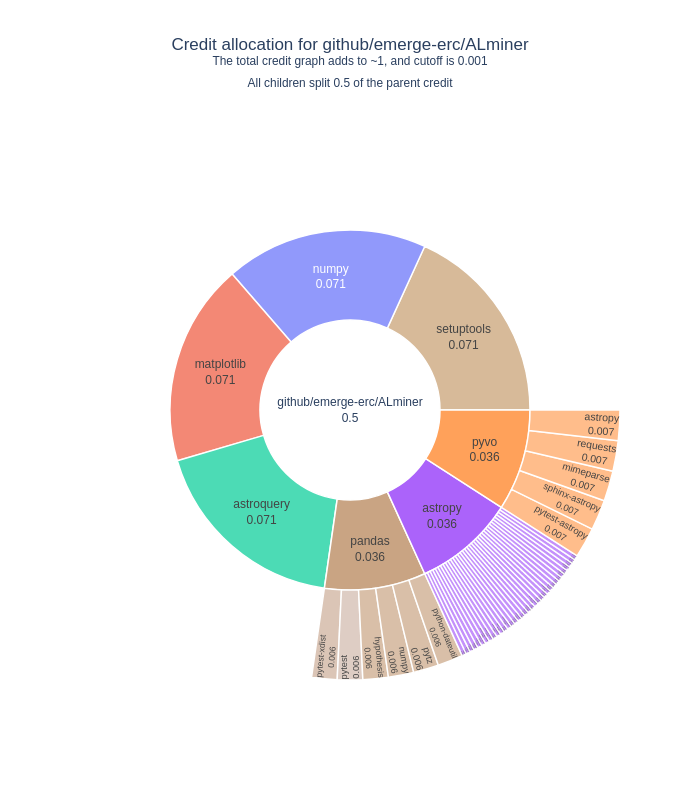 Credit allocation for github/emerge-erc/ALminer
The total credit graph adds to ~1, and cutoff is 0.001
All children split 0.5 of the parent credit
numpy
0.071
setuptools
0.071
matplotlib
0.071
github/emerge-erc/ALminer
0.5
astroquery
0.071
pandas
0.036
astropy
0.036
pyvo
0.036
astropy
0.007
requests
0.007
mimeparse
0.007
sphinx-astropy
0.007
pytest-astropy
0.007
pytest-xdist
0.006
pytest
0.006
hypothesis
0.006
numpy
0.006
pytz
0.006
python-dateutil
0.006